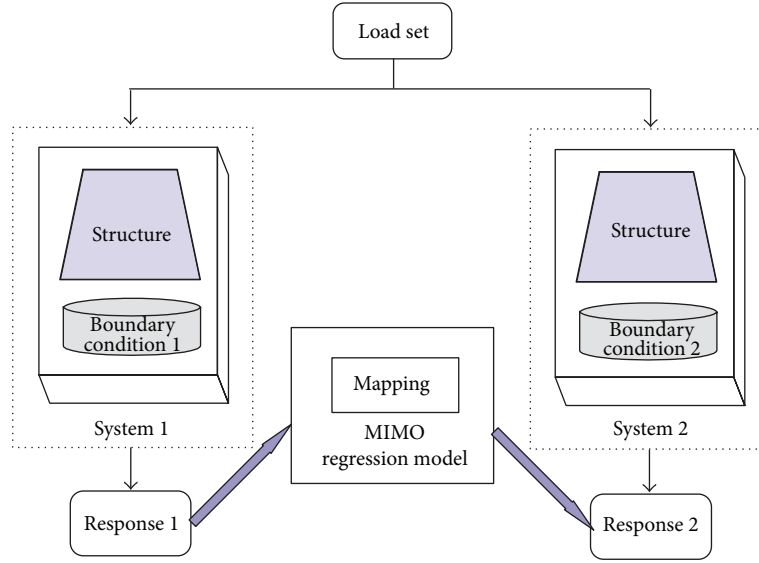 Load set
Structure
Boundary
condition 1
System 1
Response 1
Mapping
MIMO
regression model
Structure
Boundary
condition 2
System 2
Response 2